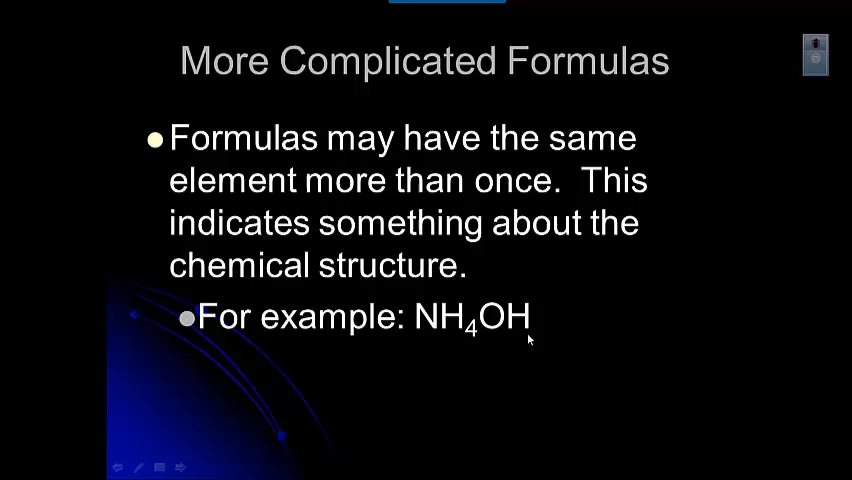 More Complicated Formulas
Formulas may have the same
element more than once. This
indicates something about the
chemical structure.
For example: NH₄OH